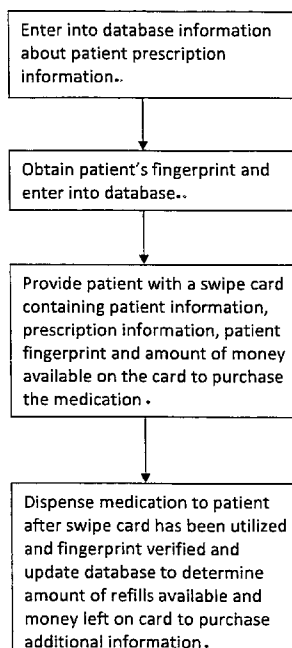 Enter into database information
about patient prescription
information..
Obtain patient's fingerprint and
enter into database..
Provide patient with a swipe card
containing patient information,
prescription information, patient
fingerprint and amount of money
available on the card to purchase
the medication.
Dispense medication to patient
after swipe card has been utilized
and fingerprint verified and
update database to determine
amount of refills available and
money left on card to purchase
additional information.